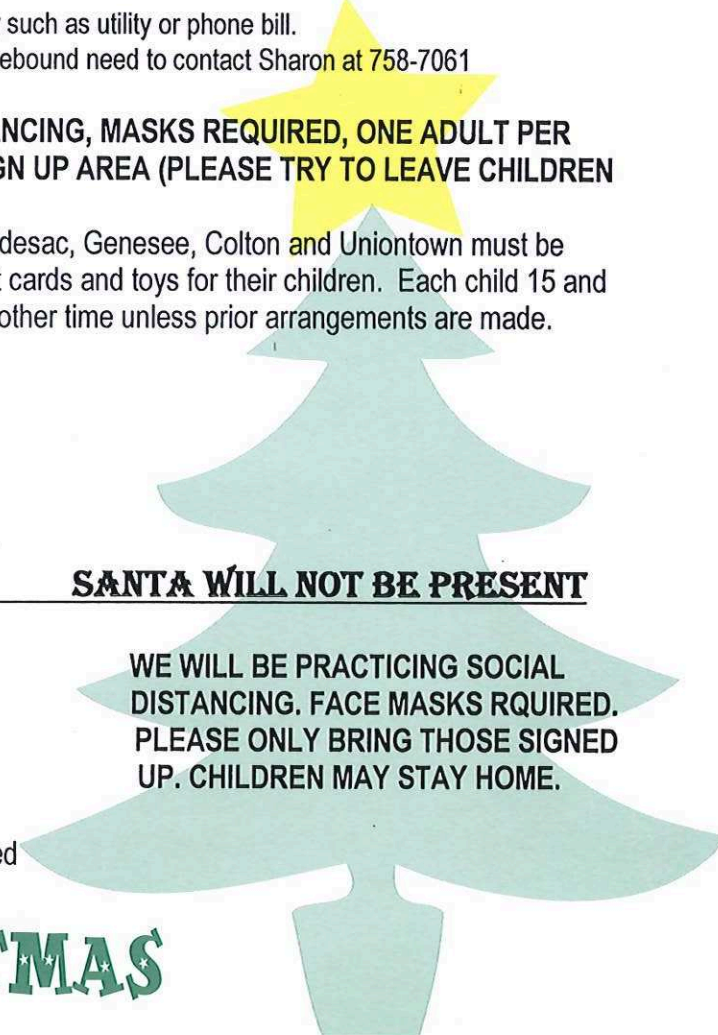 such as utility or phone bill.
ebound need to contact Sharon at 758-7061
NCING, MASKS REQUIRED, ONE ADULT PER
GN UP AREA (PLEASE TRY TO LEAVE CHILDREN
desac, Genesee, Colton and Uniontown must be
cards and toys for their children. Each child 15 and
other time unless prior arrangements are made.
SANTA WILL NOT BE PRESENT
WE WILL BE PRACTICING SOCIAL
DISTANCING. FACE MASKS RQUIRED.
PLEASE ONLY BRING THOSE SIGNED
UP. CHILDREN MAY STAY HOME.
ed
TMAS